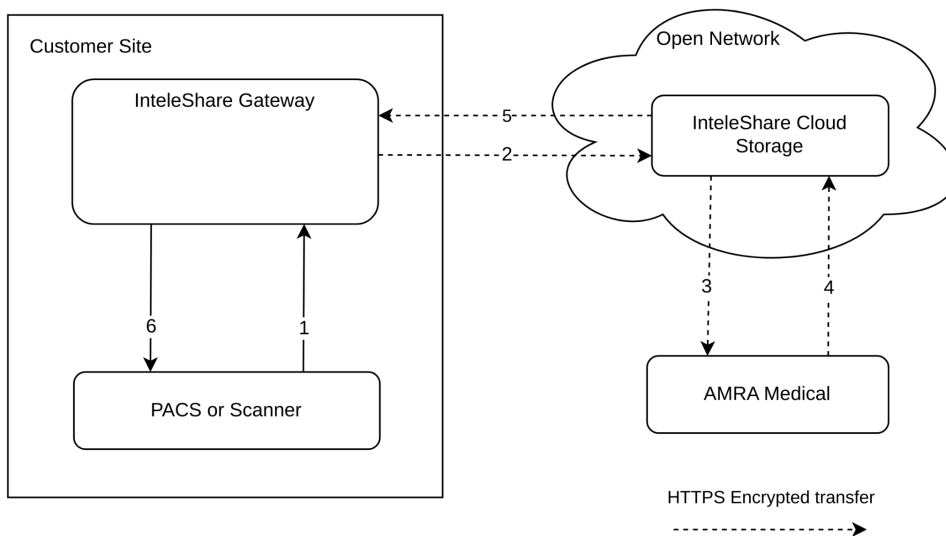 Customer Site
Open Network
InteleShare Gateway
InteleShare Cloud
Storage
5
2
3
4
6
1
PACS or Scanner
AMRA Medical
HTTPS Encrypted transfer